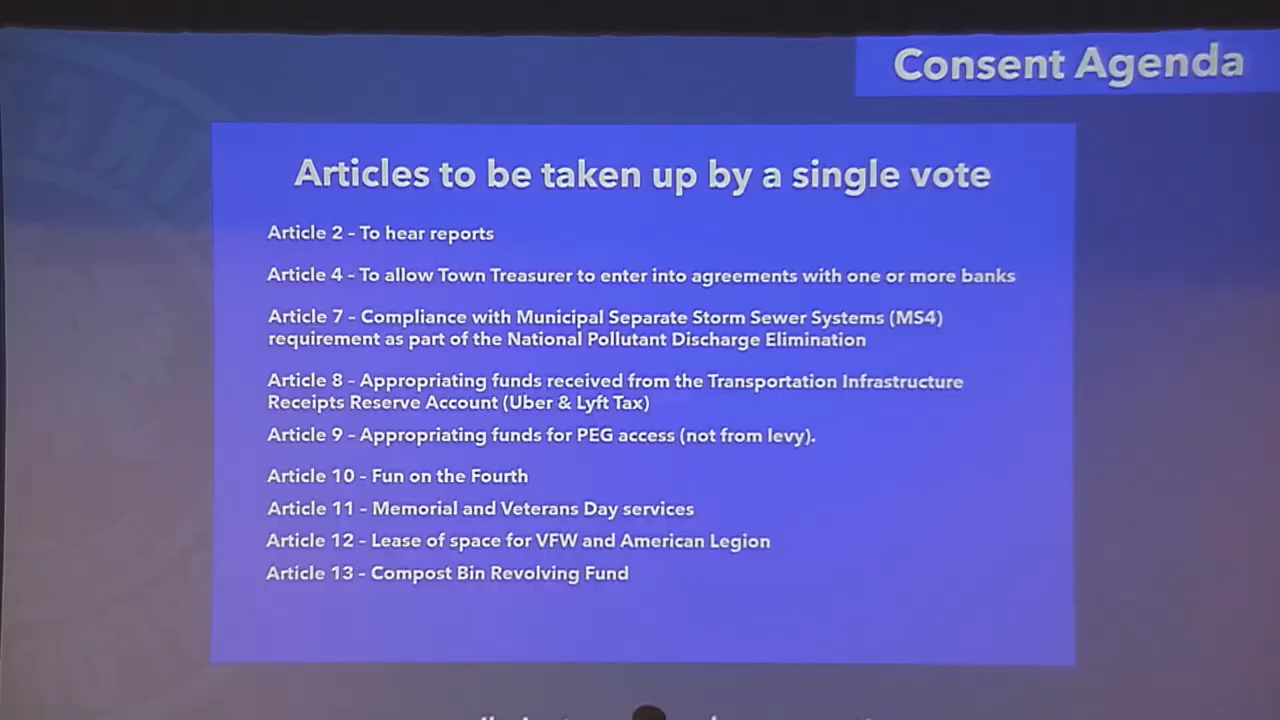 Consent Agenda
Articles to be taken up by a single vote
Article 2 – To hear reports
Article 4 – To allow Town Treasurer to enter into agreements with one or more banks
Article 7 – Compliance with Municipal Separate Storm Sewer Systems (MS4)
requirement as part of the National Pollutant Discharge Elimination
Article 8 – Appropriating funds received from the Transportation Infrastructure
Receipts Reserve Account (Uber & Lyft Tax)
Article 9 – Appropriating funds for PEG access (not from levy).
Article 10 – Fun on the Fourth
Article 11 – Memorial and Veterans Day services
Article 12 – Lease of space for VFW and American Legion
Article 13 – Compost Bin Revolving Fund